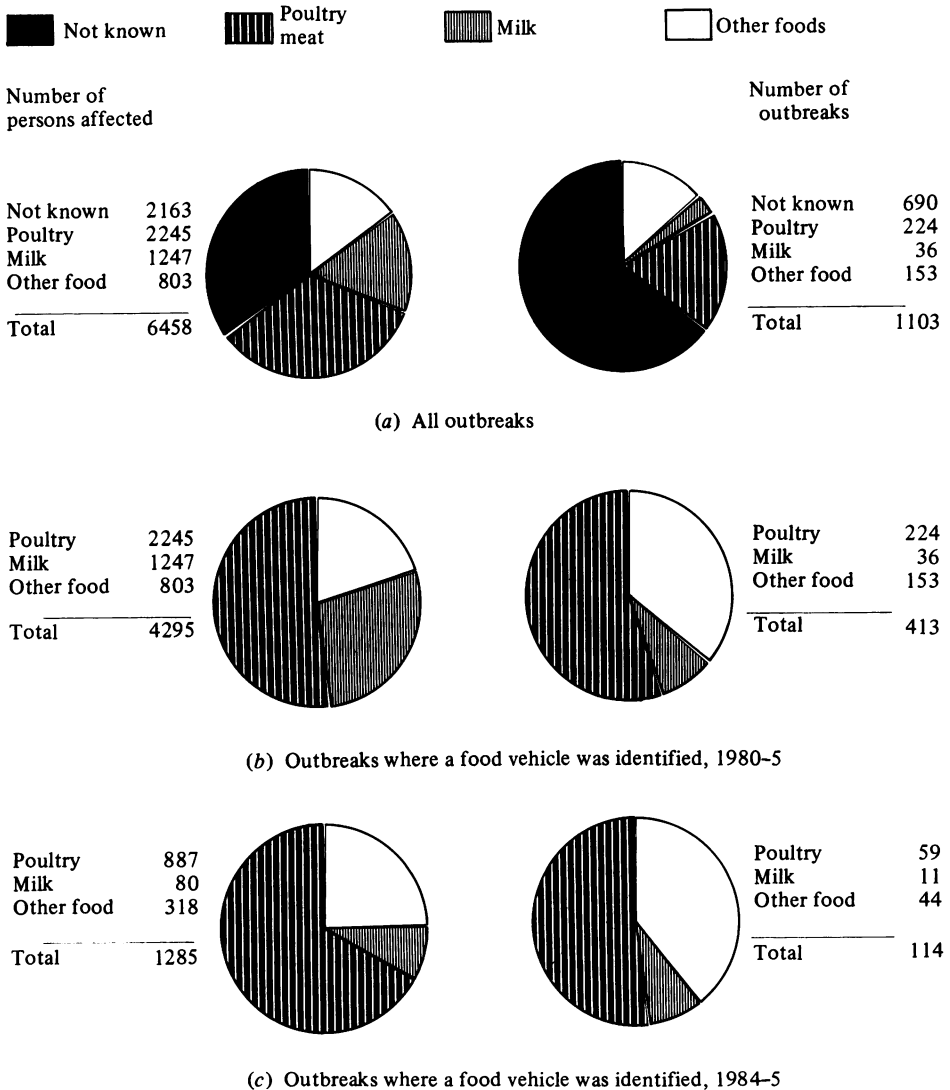 Not known
Poultry
meat
Milk
Other foods
Number of
persons affected
Not known 2163
Poultry 2245
Milk 1247
Other food 803
Total 6458
Number of
outbreaks
Not known 690
Poultry 224
Milk 36
Other food 153
Total 1103
(a) All outbreaks
Poultry 2245
Milk 1247
Other food 803
Total 4295
Poultry 224
Milk 36
Other food 153
Total 413
(b) Outbreaks where a food vehicle was identified, 1980–5
Poultry 887
Milk 80
Other food 318
Total 1285
Poultry 59
Milk 11
Other food 44
Total 114
(c) Outbreaks where a food vehicle was identified, 1984–5